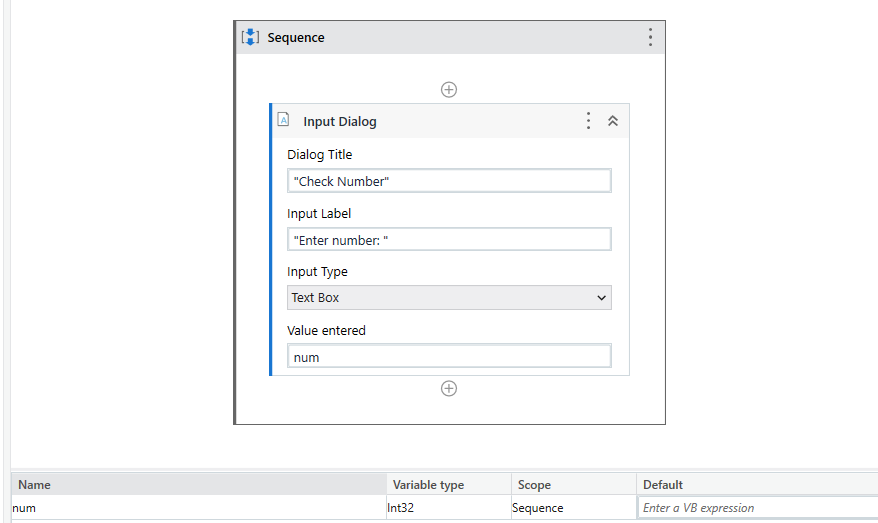 Sequence
Input Dialog
Dialog Title
"Check Number"
Input Label
"Enter number: "
Input Type
Text Box
Value entered
num
Name Variable type Scope Default
num Int32 Sequence Enter a VB expression